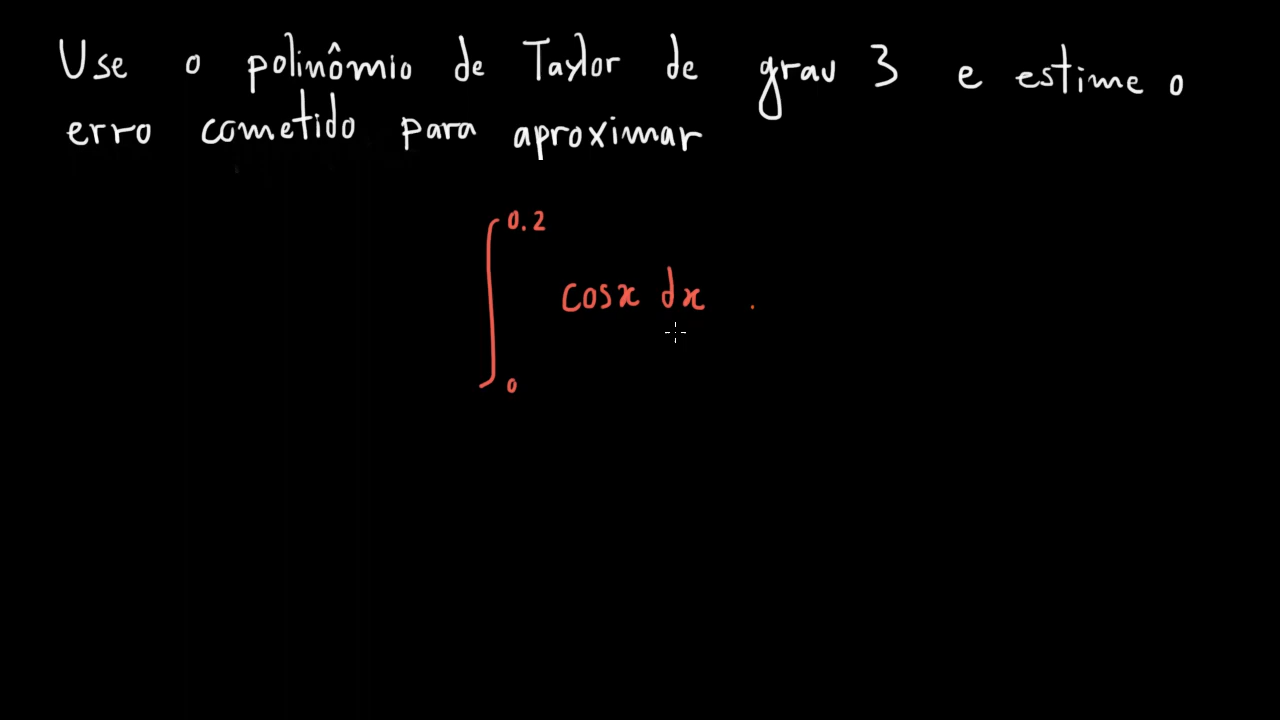 Use o polinômio de Taylor de grau 3 e estime o
erro cometido para aproximar
∫₀^0.2 cosx dx .